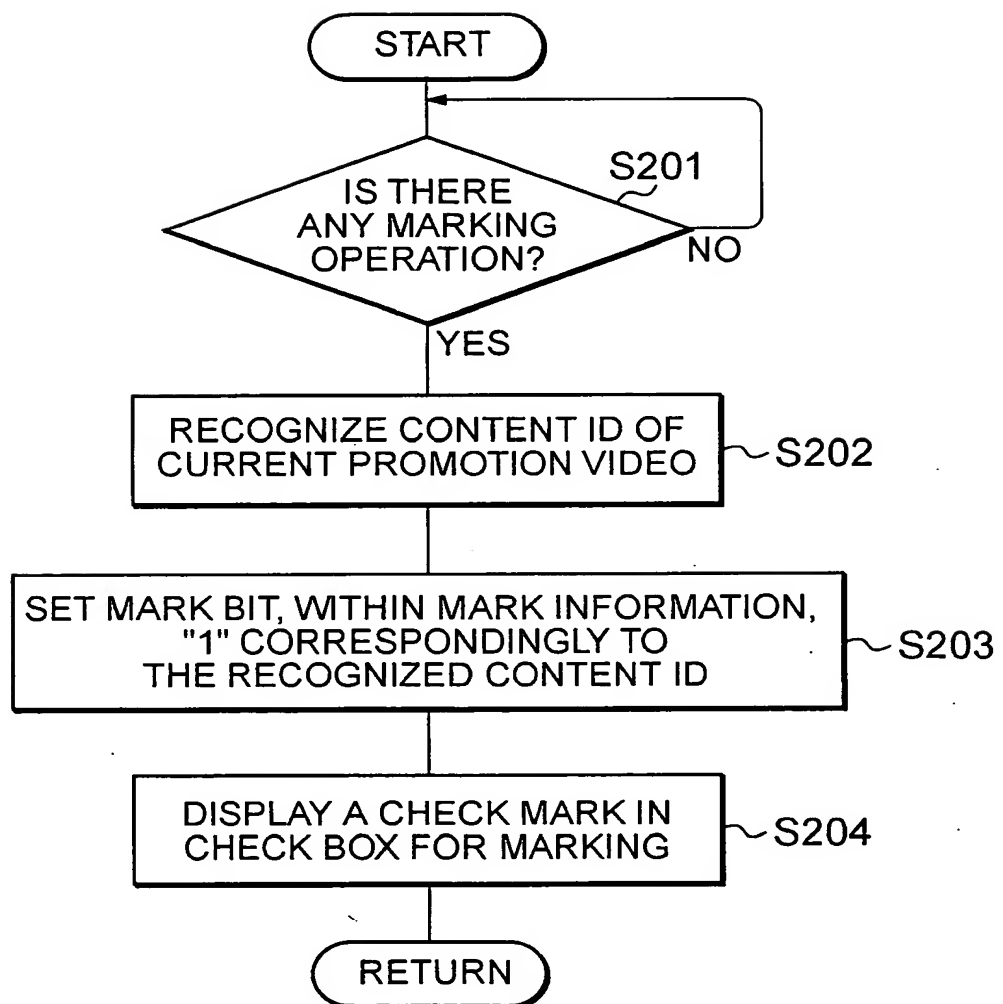 START
S201
IS THERE
ANY MARKING
OPERATION?
NO
YES
RECOGNIZE CONTENT ID OF
CURRENT PROMOTION VIDEO
S202
SET MARK BIT, WITHIN MARK INFORMATION,
"1" CORRESPONDINGLY TO
THE RECOGNIZED CONTENT ID
S203
DISPLAY A CHECK MARK IN
CHECK BOX FOR MARKING
S204
RETURN